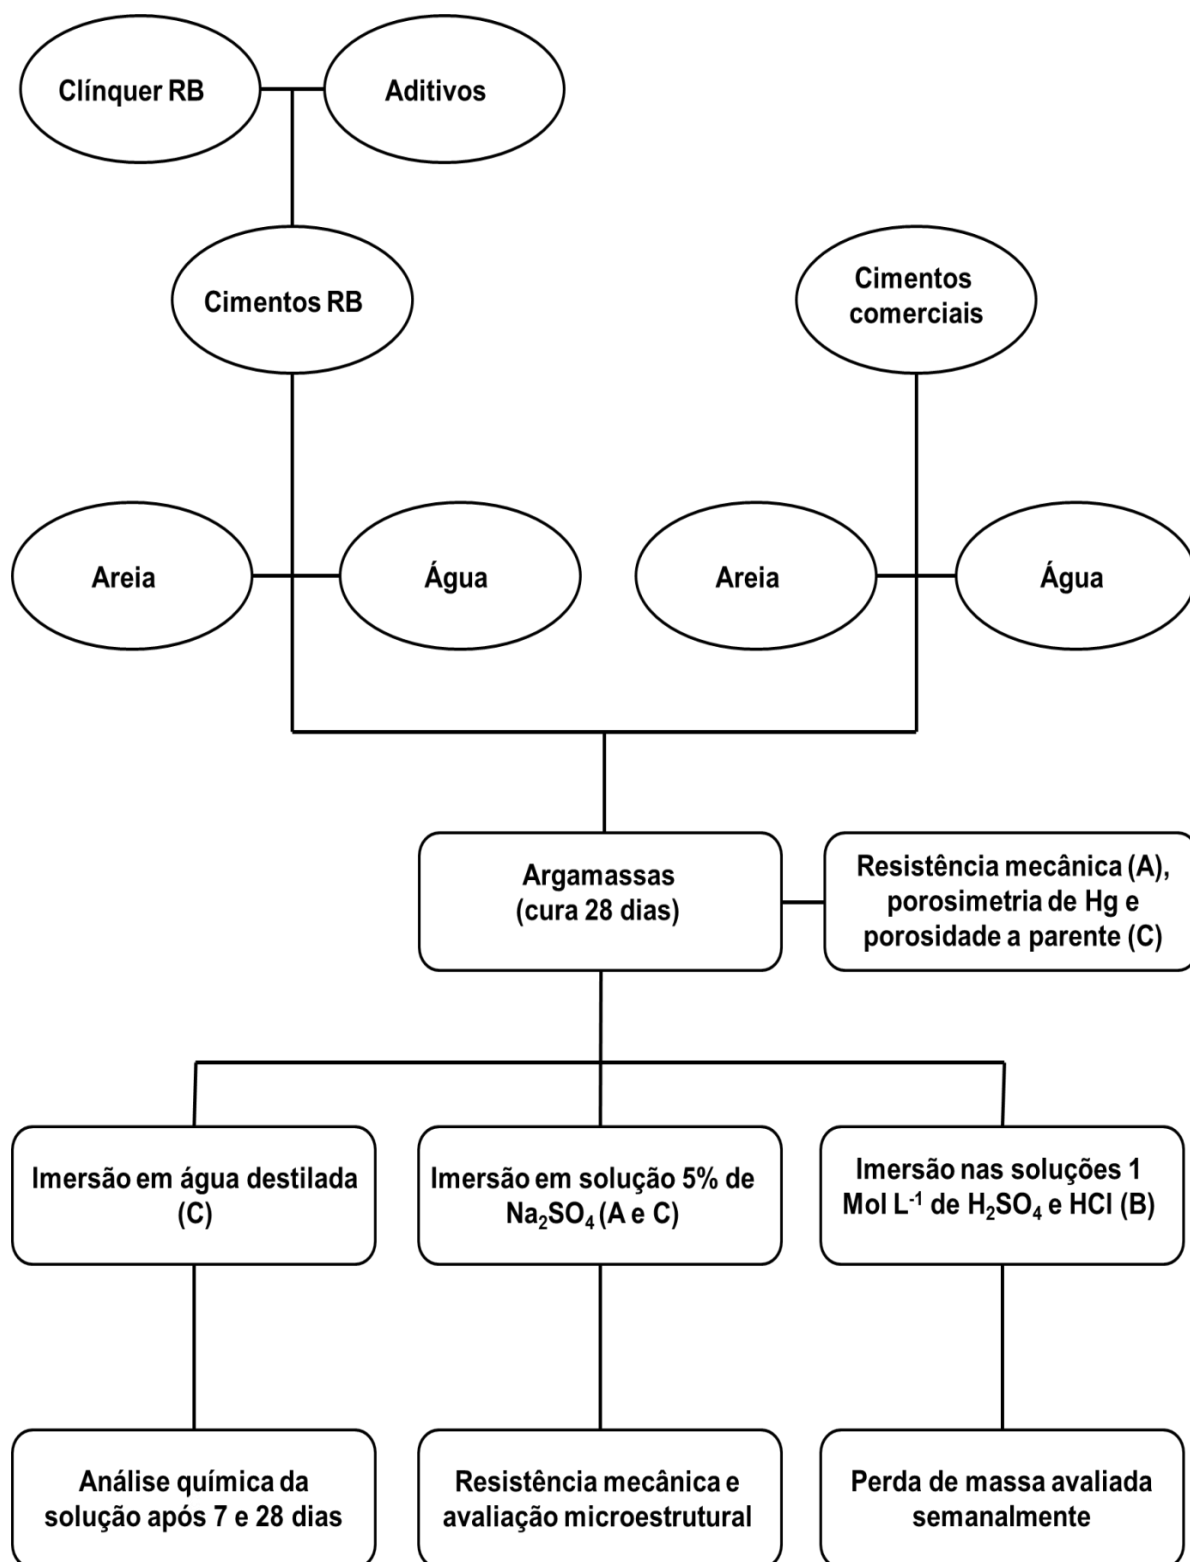 Clínquer RB
Aditivos
Cimentos RB
Cimentos
comerciais
Areia
Água
Areia
Água
Argamassas
(cura 28 dias)
Resistência mecânica (A),
porosimetria de Hg e
porosidade a parente (C)
Imersão em água destilada
(C)
Imersão em solução 5% de
Na₂SO₄ (A e C)
Imersão nas soluções 1
Mol L⁻¹ de H₂SO₄ e HCl (B)
Análise química da
solução após 7 e 28 dias
Resistência mecânica e
avaliação microestrutural
Perda de massa avaliada
semanalmente